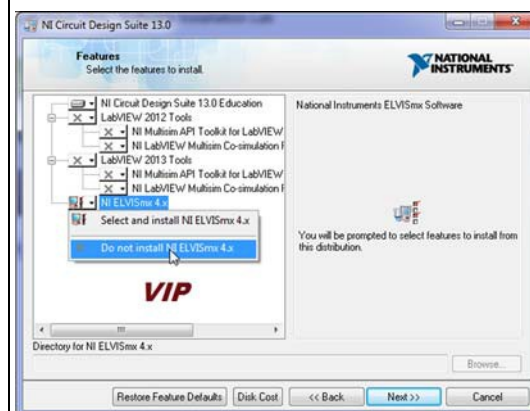 NI Circuit Design Suite 13.0
Features
Select the features to install.
NATIONAL
INSTRUMENTS
NI Circuit Design Suite 13.0 Education
LabVIEW 2012 Tools
NI Multisim API Toolkit for LabVIEW
NI LabVIEW Multisim Co-simulation
LabVIEW 2013 Tools
NI Multisim API Toolkit for LabVIEW
NI LabVIEW Multisim Co-simulation
NI ELVISmx 4.x
Select and install NI ELVISmx 4.x
Do not install NI ELVISmx 4.x
VIP
National Instruments ELVISmx Software
You will be prompted to select features to install from
this distribution.
Directory for NI ELVISmx 4.x
Browse...
Restore Feature Defaults
Disk Cost
<< Back
Next >>
Cancel